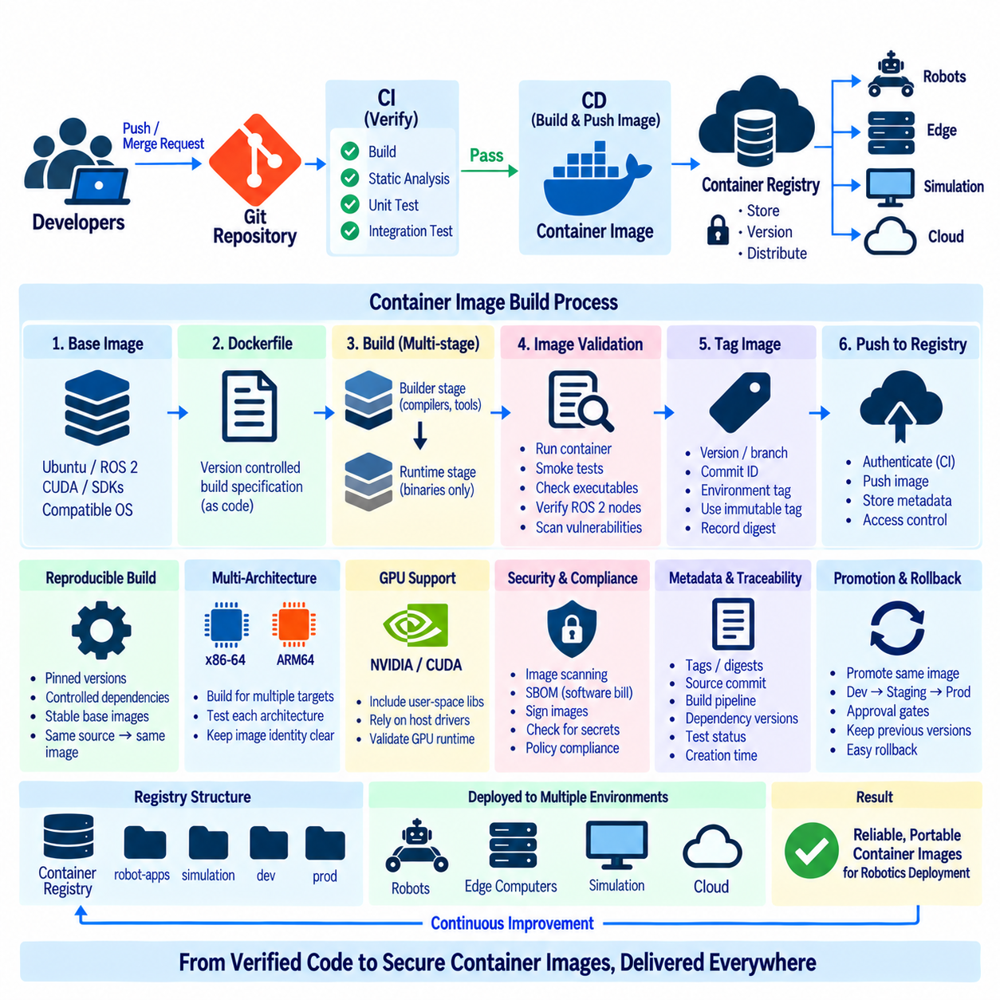 Developers
Push /
Merge Request
Git
Repository
CI
(Verify)
Build
Static Analysis
Unit Test
Integration Test
Pass
CD
(Build & Push Image)
Container Image
Container Registry
• Store
• Version
• Distribute
Robots
Edge
Simulation
Cloud
Container Image Build Process
1. Base Image
Ubuntu / ROS 2
CUDA / SDKs
Compatible OS
2. Dockerfile
Version controlled
build specification
(as code)
3. Build (Multi-stage)
Builder stage
(compilers, tools)
Runtime stage
(binaries only)
4. Image Validation
• Run container
• Smoke tests
• Check executables
• Verify ROS 2 nodes
• Scan vulnerabilities
5. Tag Image
• Version / branch
• Commit ID
• Environment tag
• Use immutable tag
• Record digest
6. Push to Registry
• Authenticate (CI)
• Push image
• Store metadata
• Access control
Reproducible Build
• Pinned versions
• Controlled dependencies
• Stable base images
• Same source → same
image
Multi-Architecture
x86-64
ARM64
• Build for multiple targets
• Test each architecture
• Keep image identity clear
GPU Support
NVIDIA / CUDA
• Include user-space libs
• Rely on host drivers
• Validate GPU runtime
Security & Compliance
• Image scanning
• SBOM (software bill)
• Sign images
• Check for secrets
• Policy compliance
Metadata & Traceability
• Tags / digests
• Source commit
• Build pipeline
• Dependency versions
• Test status
• Creation time
Promotion & Rollback
• Promote same image
• Dev → Staging → Prod
• Approval gates
• Keep previous versions
• Easy rollback
Registry Structure
Container
Registry
robot-apps
simulation
dev
prod
Deployed to Multiple Environments
Robots
Edge Computers
Simulation
Cloud
Result
Reliable, Portable
Container Images
for Robotics Deployment
Continuous Improvement
From Verified Code to Secure Container Images, Delivered Everywhere